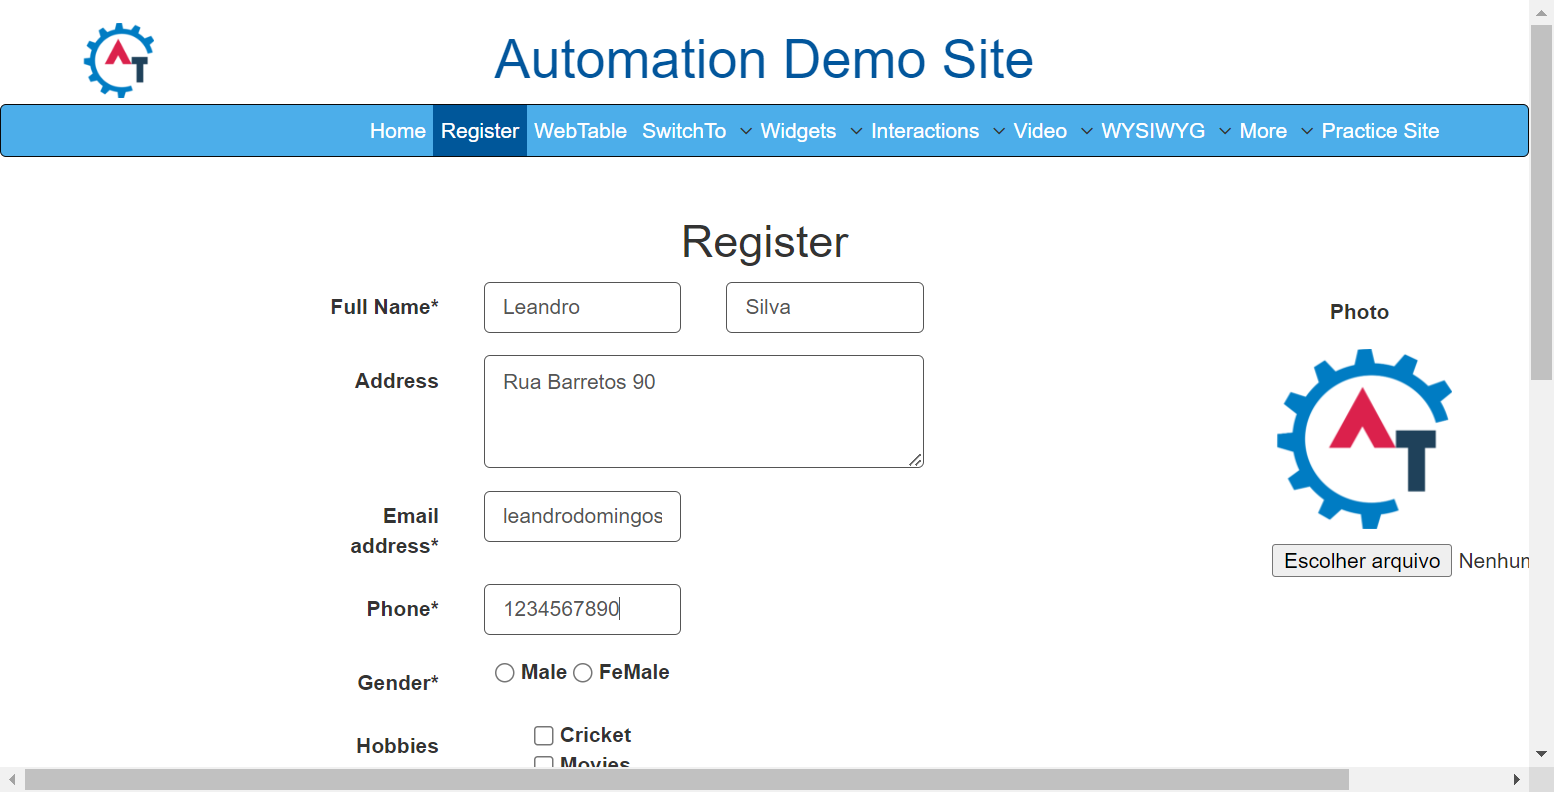 Automation Demo Site
Home Register WebTable SwitchTo Widgets Interactions Video WYSIWYG More Practice Site
Register
Full Name* Leandro Silva
Photo
Address Rua Barretos 90
AT
Email address* leandrodomingos
Escolher arquivo Nenhum
Phone* 1234567890
Gender* Male FeMale
Hobbies Cricket
Movies